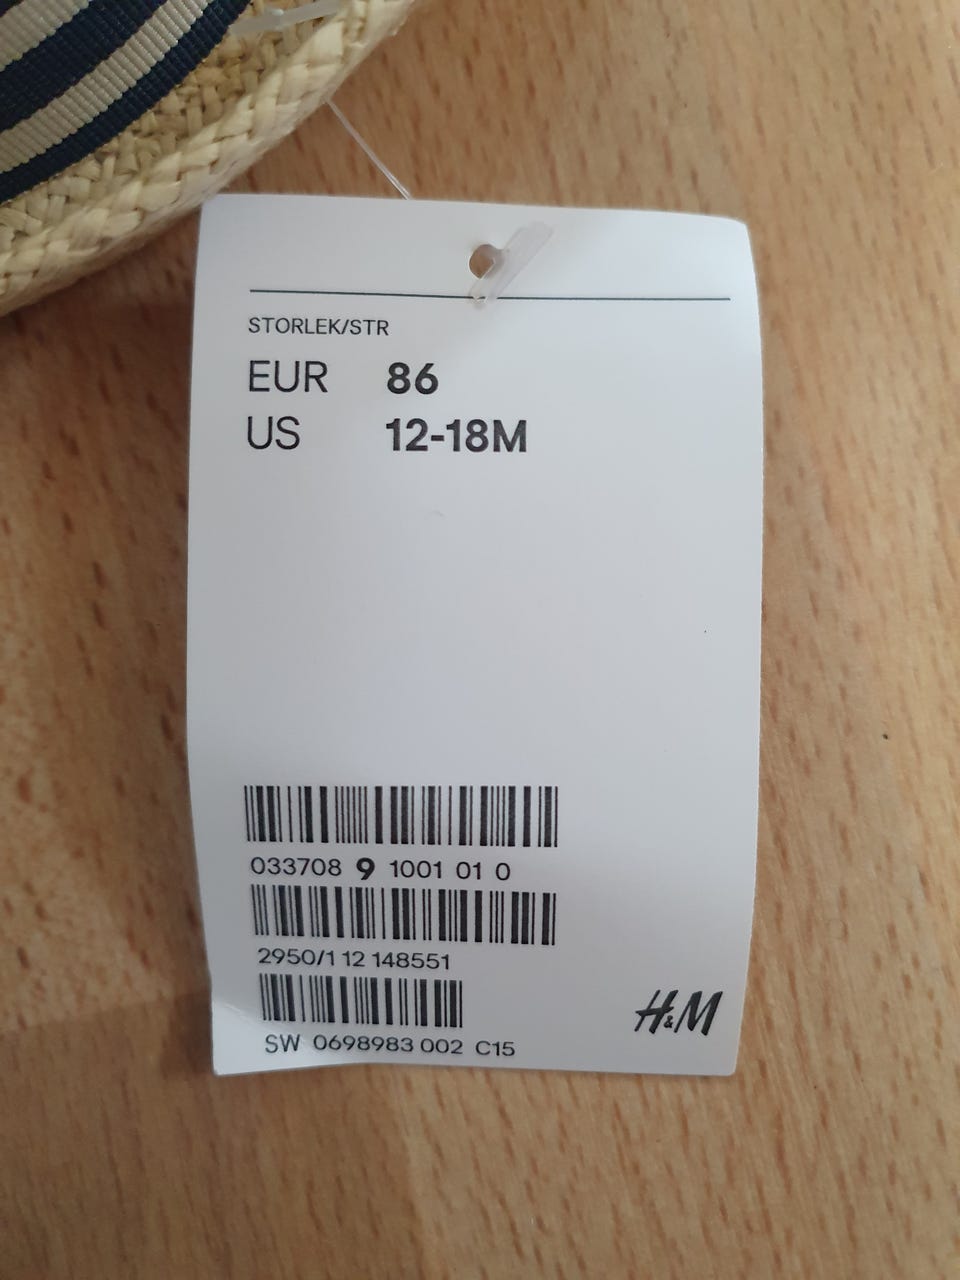 STORLEK/STR
EUR 86
US 12-18M
033708 9 1001 01 0
2950/1 12 148551
H&M
SW 0698983 002 C15